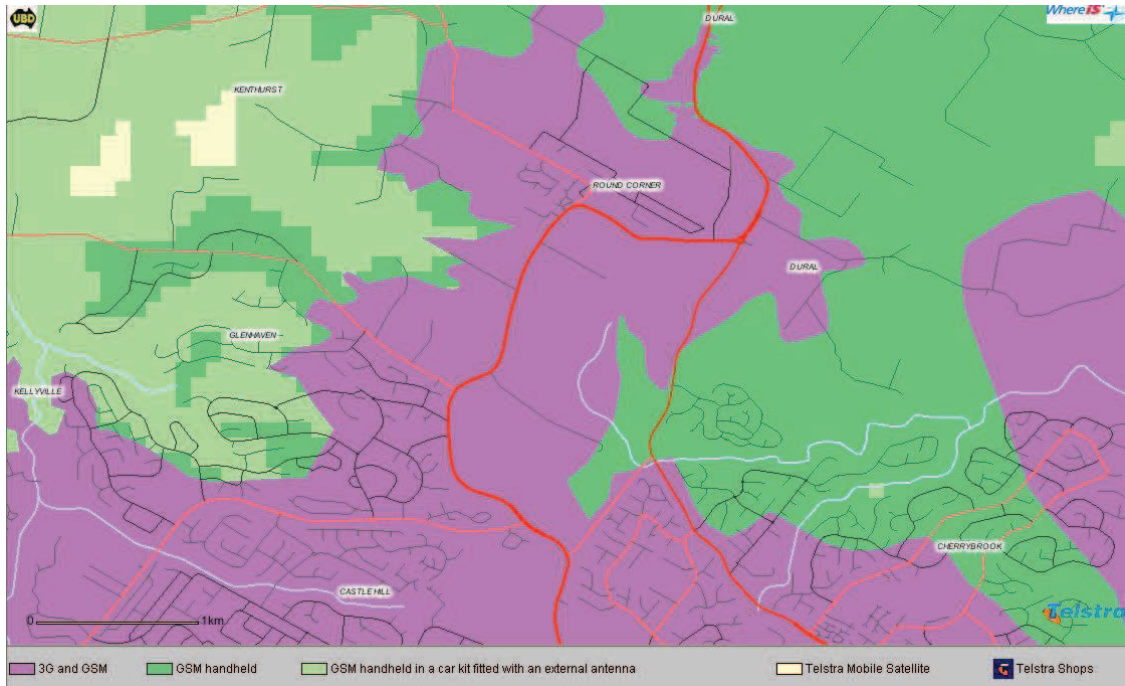 UBD
DURAL
WhereiS
KENTHURST
ROUND CORNER
DURAL
GLENHAVEN
KELLYVILLE
CHERRYBROOK
CASTLE HILL
0 1km
Telstra
3G and GSM
GSM handheld
GSM handheld in a car kit fitted with an external antenna
Telstra Mobile Satellite
Telstra Shops